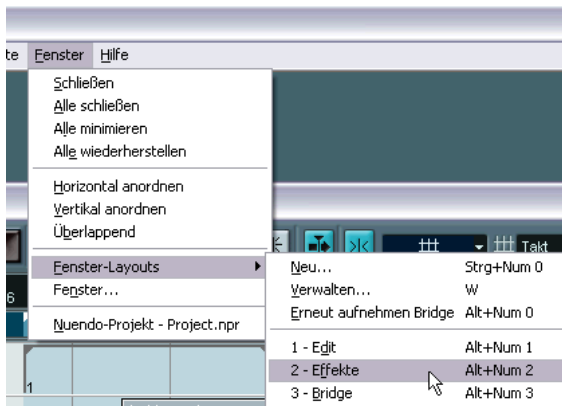 te Fenster Hilfe
Schließen
Alle schließen
Alle minimieren
Alle wiederherstellen
Horizontal anordnen
Vertikal anordnen
Überlappend
Takt
Fenster-Layouts
Fenster...
6
Nuendo-Projekt - Project.npr
1
Neu... Strg+Num 0
Verwalten... W
Erneut aufnehmen Bridge Alt+Num 0
1 - Edit Alt+Num 1
2 - Effekte Alt+Num 2
3 - Bridge Alt+Num 3